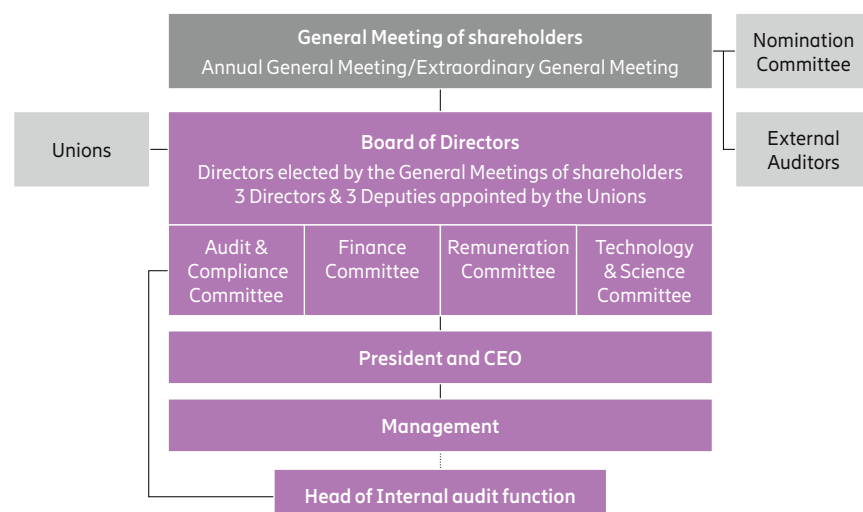 General Meeting of shareholders
Annual General Meeting/Extraordinary General Meeting
Nomination
Committee
External
Auditors
Unions
Board of Directors
Directors elected by the General Meetings of shareholders
3 Directors & 3 Deputies appointed by the Unions
Audit &
Compliance
Committee
Finance
Committee
Remuneration
Committee
Technology
& Science
Committee
President and CEO
Management
Head of Internal audit function